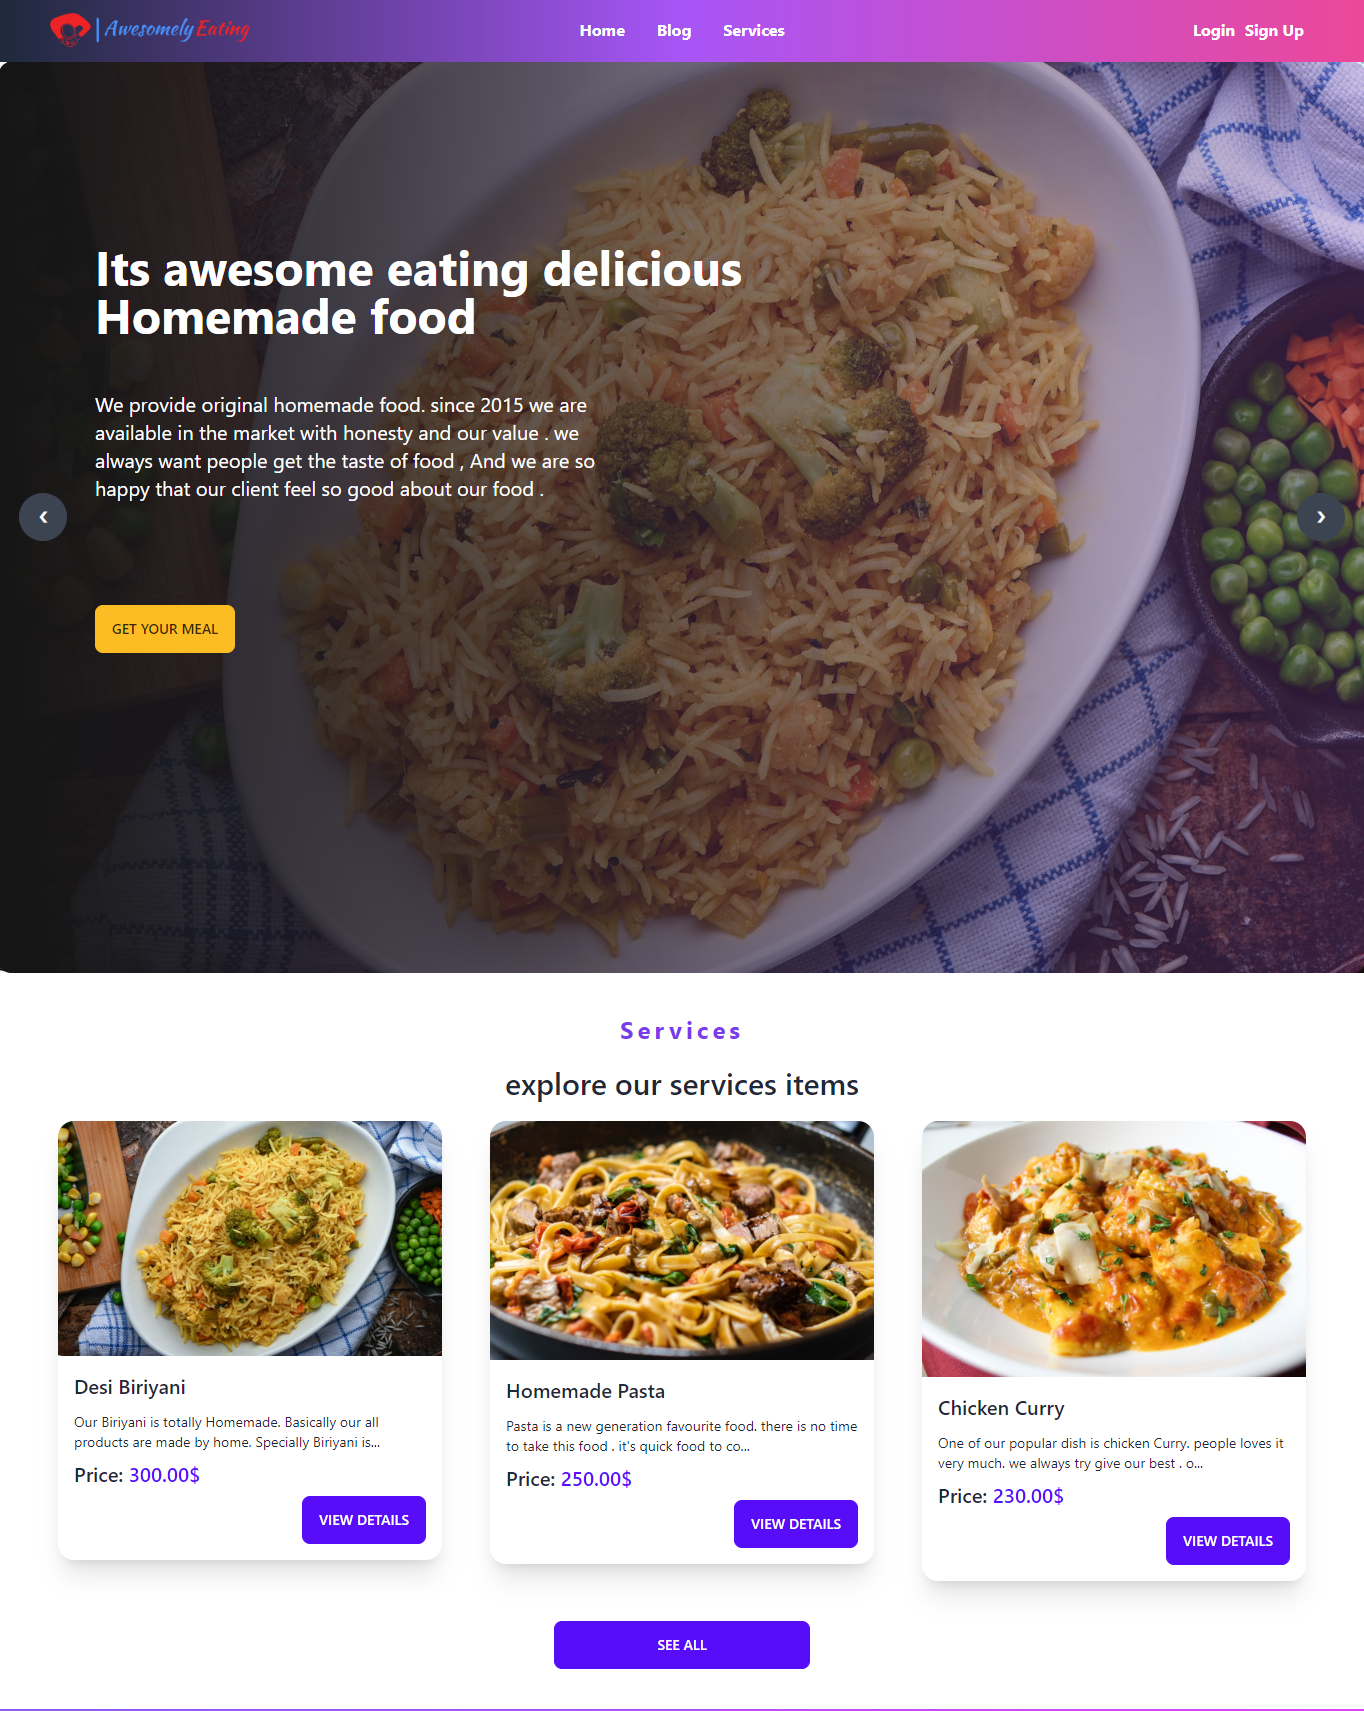 | Awesomely Eating
Home Blog Services
Login Sign Up
Its awesome eating delicious
Homemade food
We provide original homemade food. since 2015 we are
available in the market with honesty and our value . we
always want people get the taste of food , And we are so
happy that our client feel so good about our food .
❮
❯
GET YOUR MEAL
Services
explore our services items
Desi Biriyani
Our Biriyani is totally Homemade. Basically our all
products are made by home. Specially Biriyani is...
Price: 300.00$
VIEW DETAILS
Homemade Pasta
Pasta is a new generation favourite food. there is no time
to take this food . it's quick food to co...
Price: 250.00$
VIEW DETAILS
Chicken Curry
One of our popular dish is chicken Curry. people loves it
very much. we always try give our best . o...
Price: 230.00$
VIEW DETAILS
SEE ALL